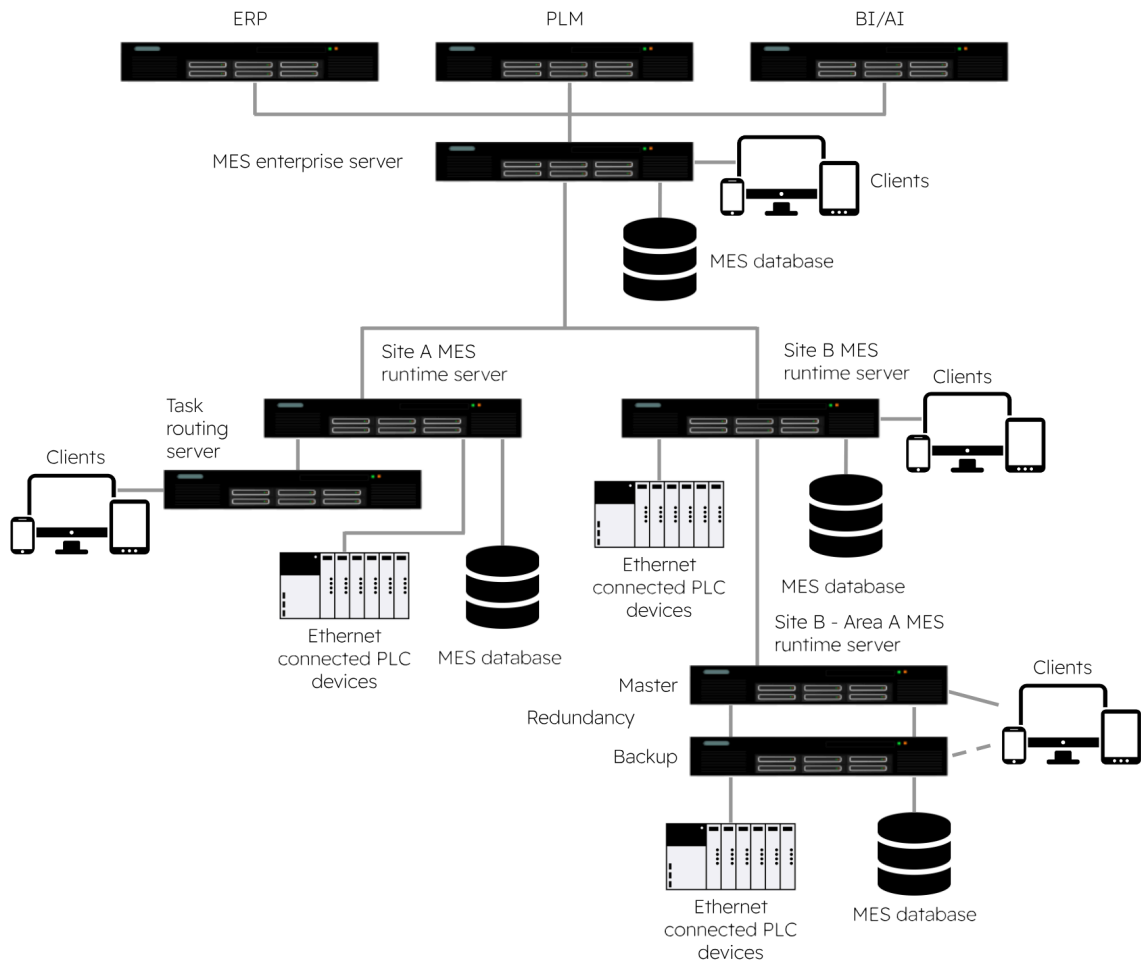 ERP
PLM
BI/AI
MES enterprise server
Clients
MES database
Site A MES
runtime server
Site B MES
runtime server
Clients
Task
routing
server
Clients
Ethernet
connected PLC
devices
MES database
Ethernet
connected PLC
devices
MES database
Site B - Area A MES
runtime server
Master
Clients
Redundancy
Backup
Ethernet
connected PLC
devices
MES database